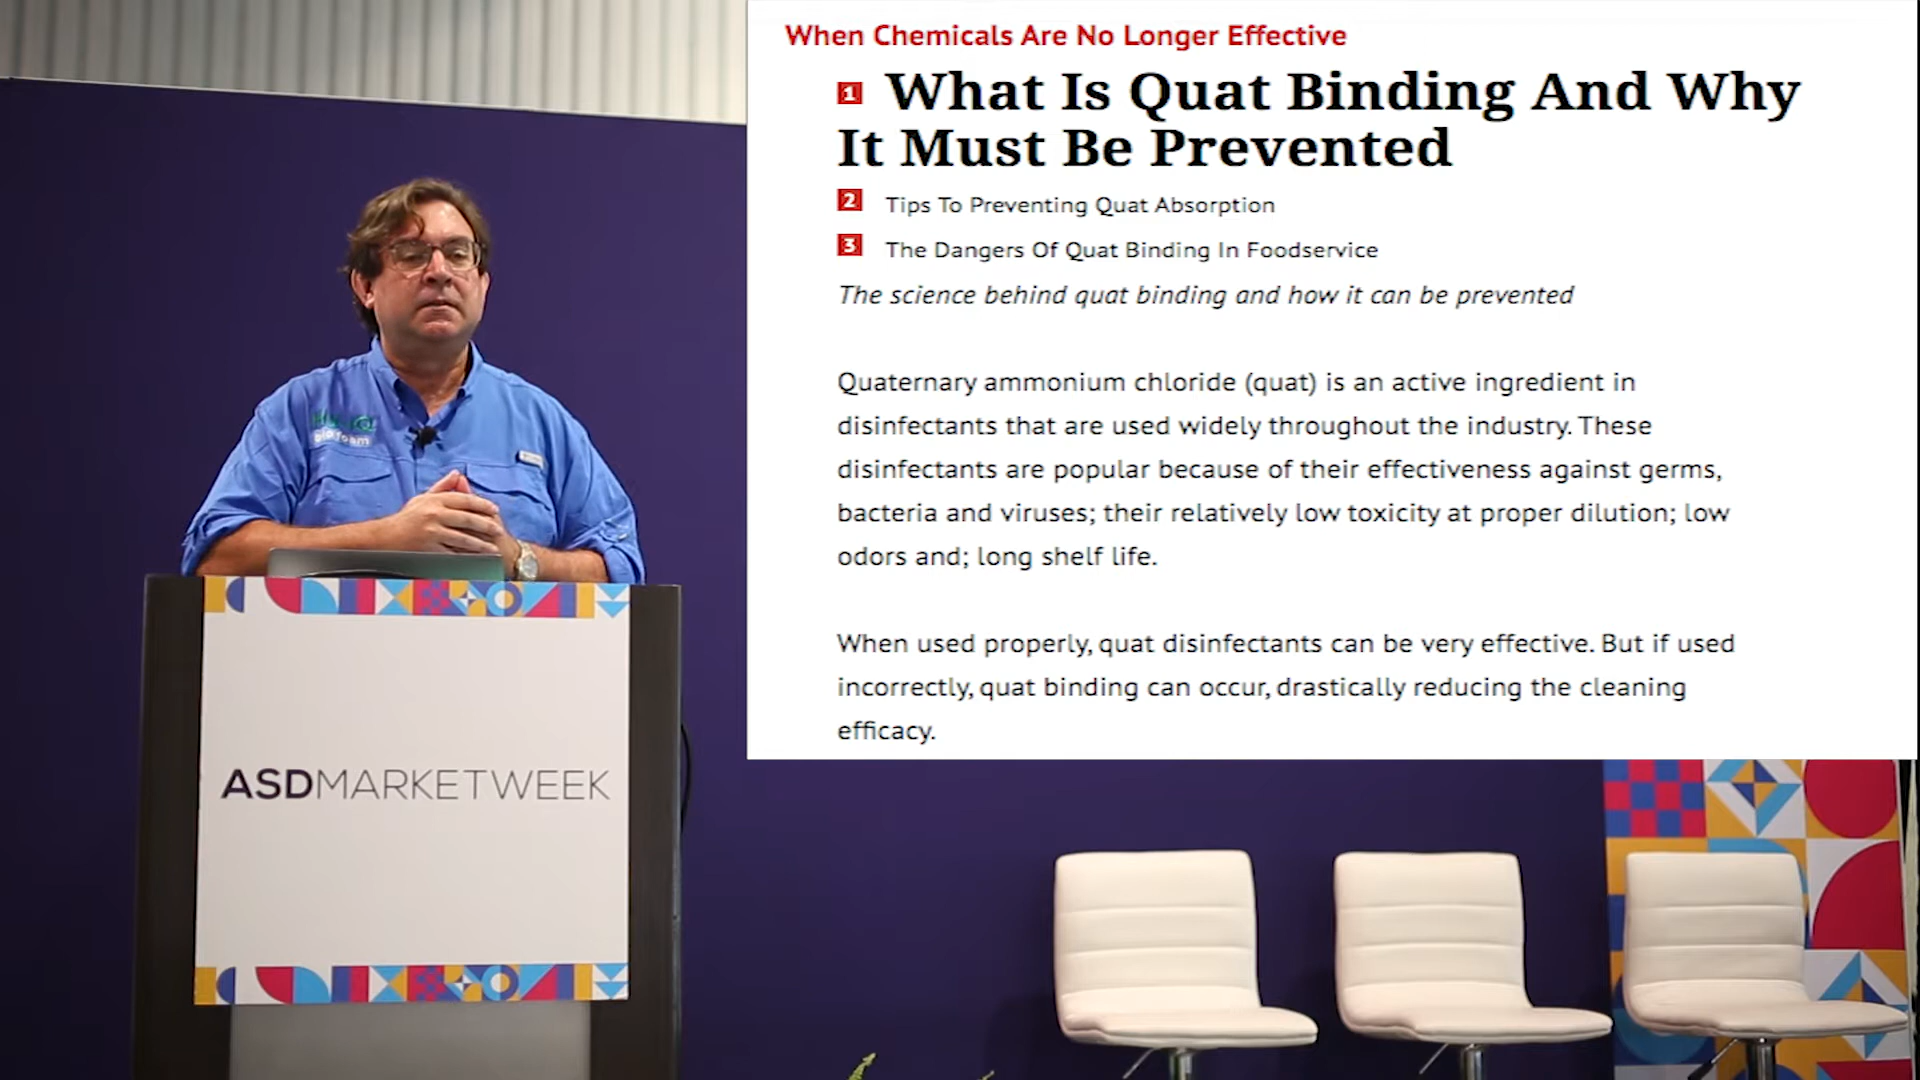 When Chemicals Are No Longer Effective
1 What Is Quat Binding And Why
It Must Be Prevented
2 Tips To Preventing Quat Absorption
3 The Dangers Of Quat Binding In Foodservice
The science behind quat binding and how it can be prevented
Quaternary ammonium chloride (quat) is an active ingredient in
disinfectants that are used widely throughout the industry. These
disinfectants are popular because of their effectiveness against germs,
bacteria and viruses; their relatively low toxicity at proper dilution; low
odors and; long shelf life.
When used properly, quat disinfectants can be very effective. But if used
incorrectly, quat binding can occur, drastically reducing the cleaning
efficacy.
ASDMARKETWEEK